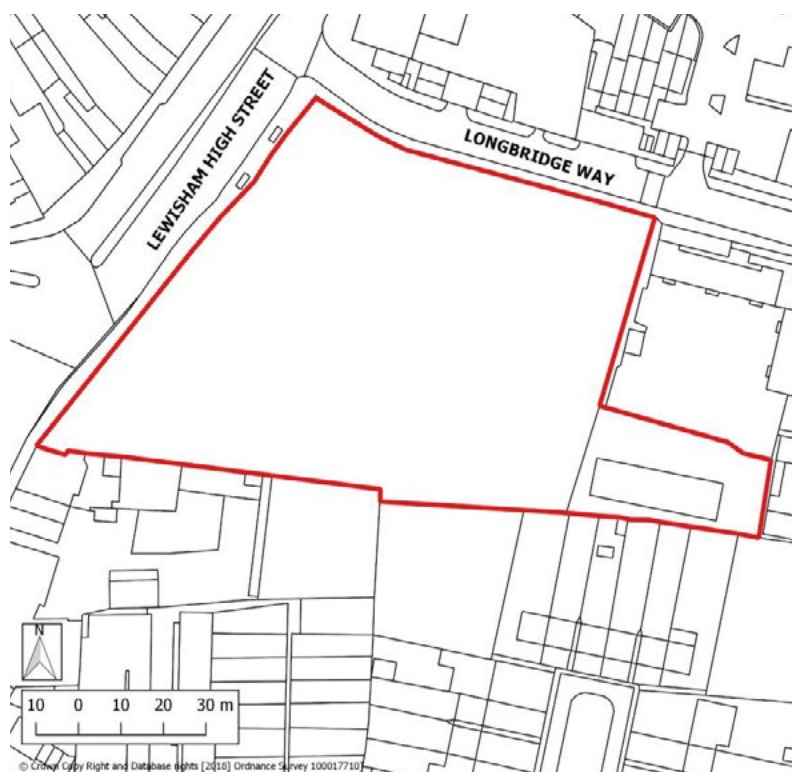 LEWISHAM HIGH STREET
LONGBRIDGE WAY
N
10 0 10 20 30 m
© Crown Copy Right and Database rights [2018] Ordnance Survey 100017710